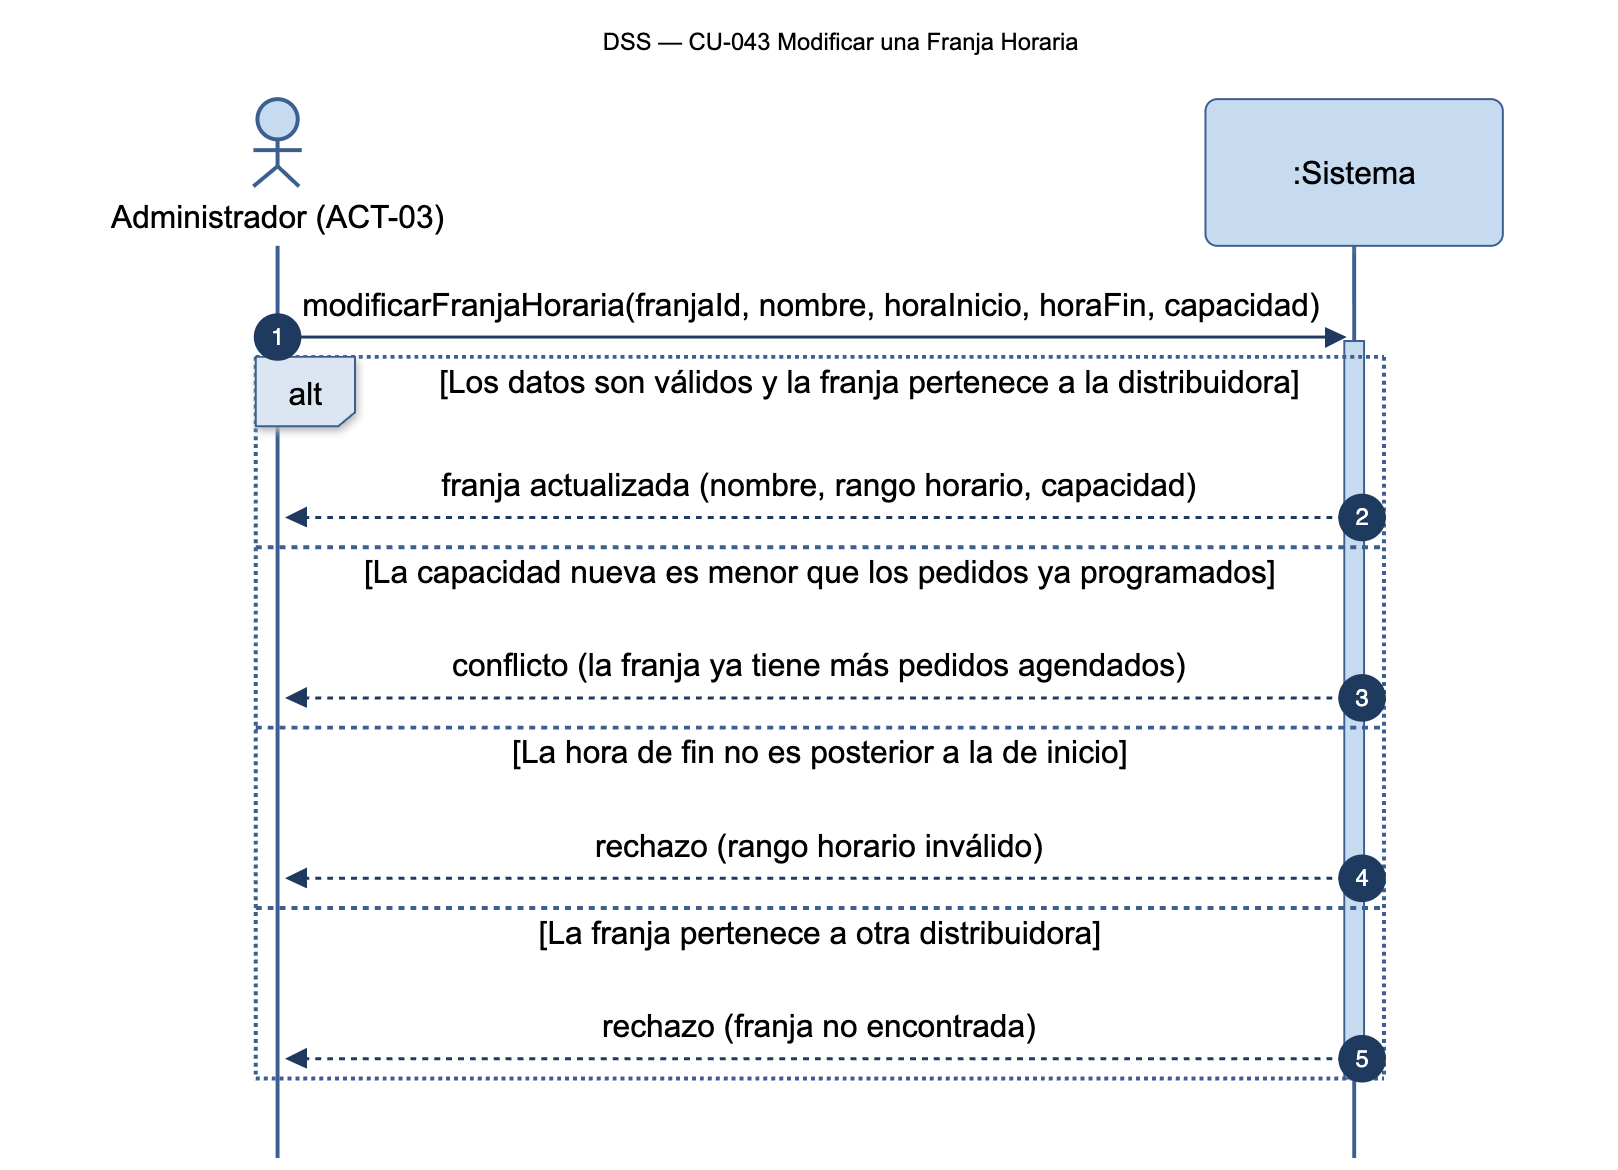 DSS — CU-043 Modificar una Franja Horaria
Administrador (ACT-03)
:Sistema
modificarFranjaHoraria(franjaId, nombre, horaInicio, horaFin, capacidad)
1
alt
[Los datos son válidos y la franja pertenece a la distribuidora]
franja actualizada (nombre, rango horario, capacidad)
2
[La capacidad nueva es menor que los pedidos ya programados]
conflicto (la franja ya tiene más pedidos agendados)
3
[La hora de fin no es posterior a la de inicio]
rechazo (rango horario inválido)
4
[La franja pertenece a otra distribuidora]
rechazo (franja no encontrada)
5